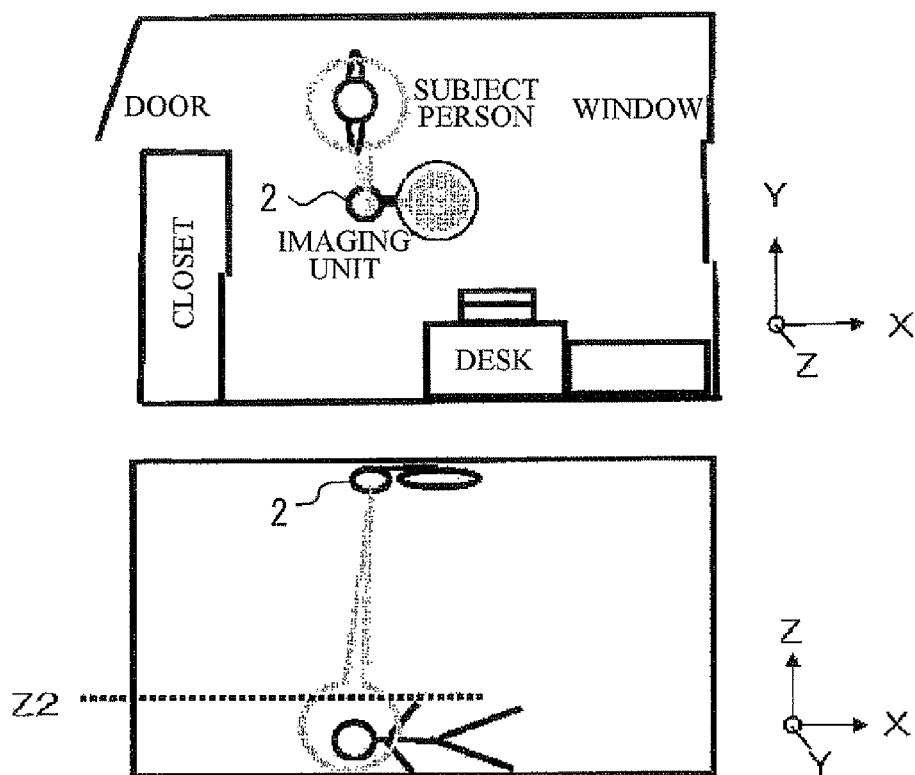 DOOR
SUBJECT
PERSON
WINDOW
2
IMAGING
UNIT
CLOSET
DESK
Y
X
Z
2
Z2
Z
X
Y